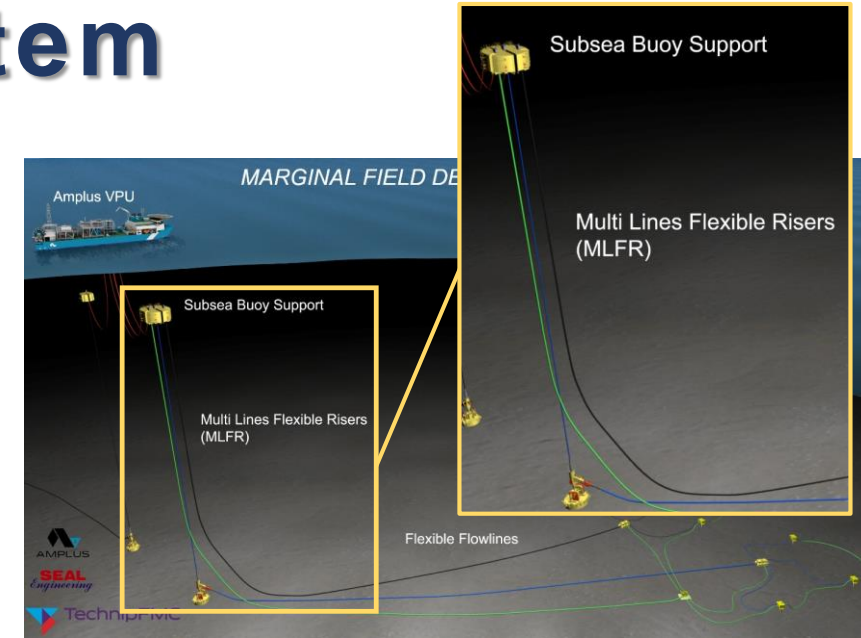 tem
Subsea Buoy Support
Multi Lines Flexible Risers
(MLFR)
MARGINAL FIELD DE
Amplus VPU
Subsea Buoy Support
Multi Lines Flexible Risers
(MLFR)
Flexible Flowlines
AMPLUS
SEAL
Engineering
TechnipFMC